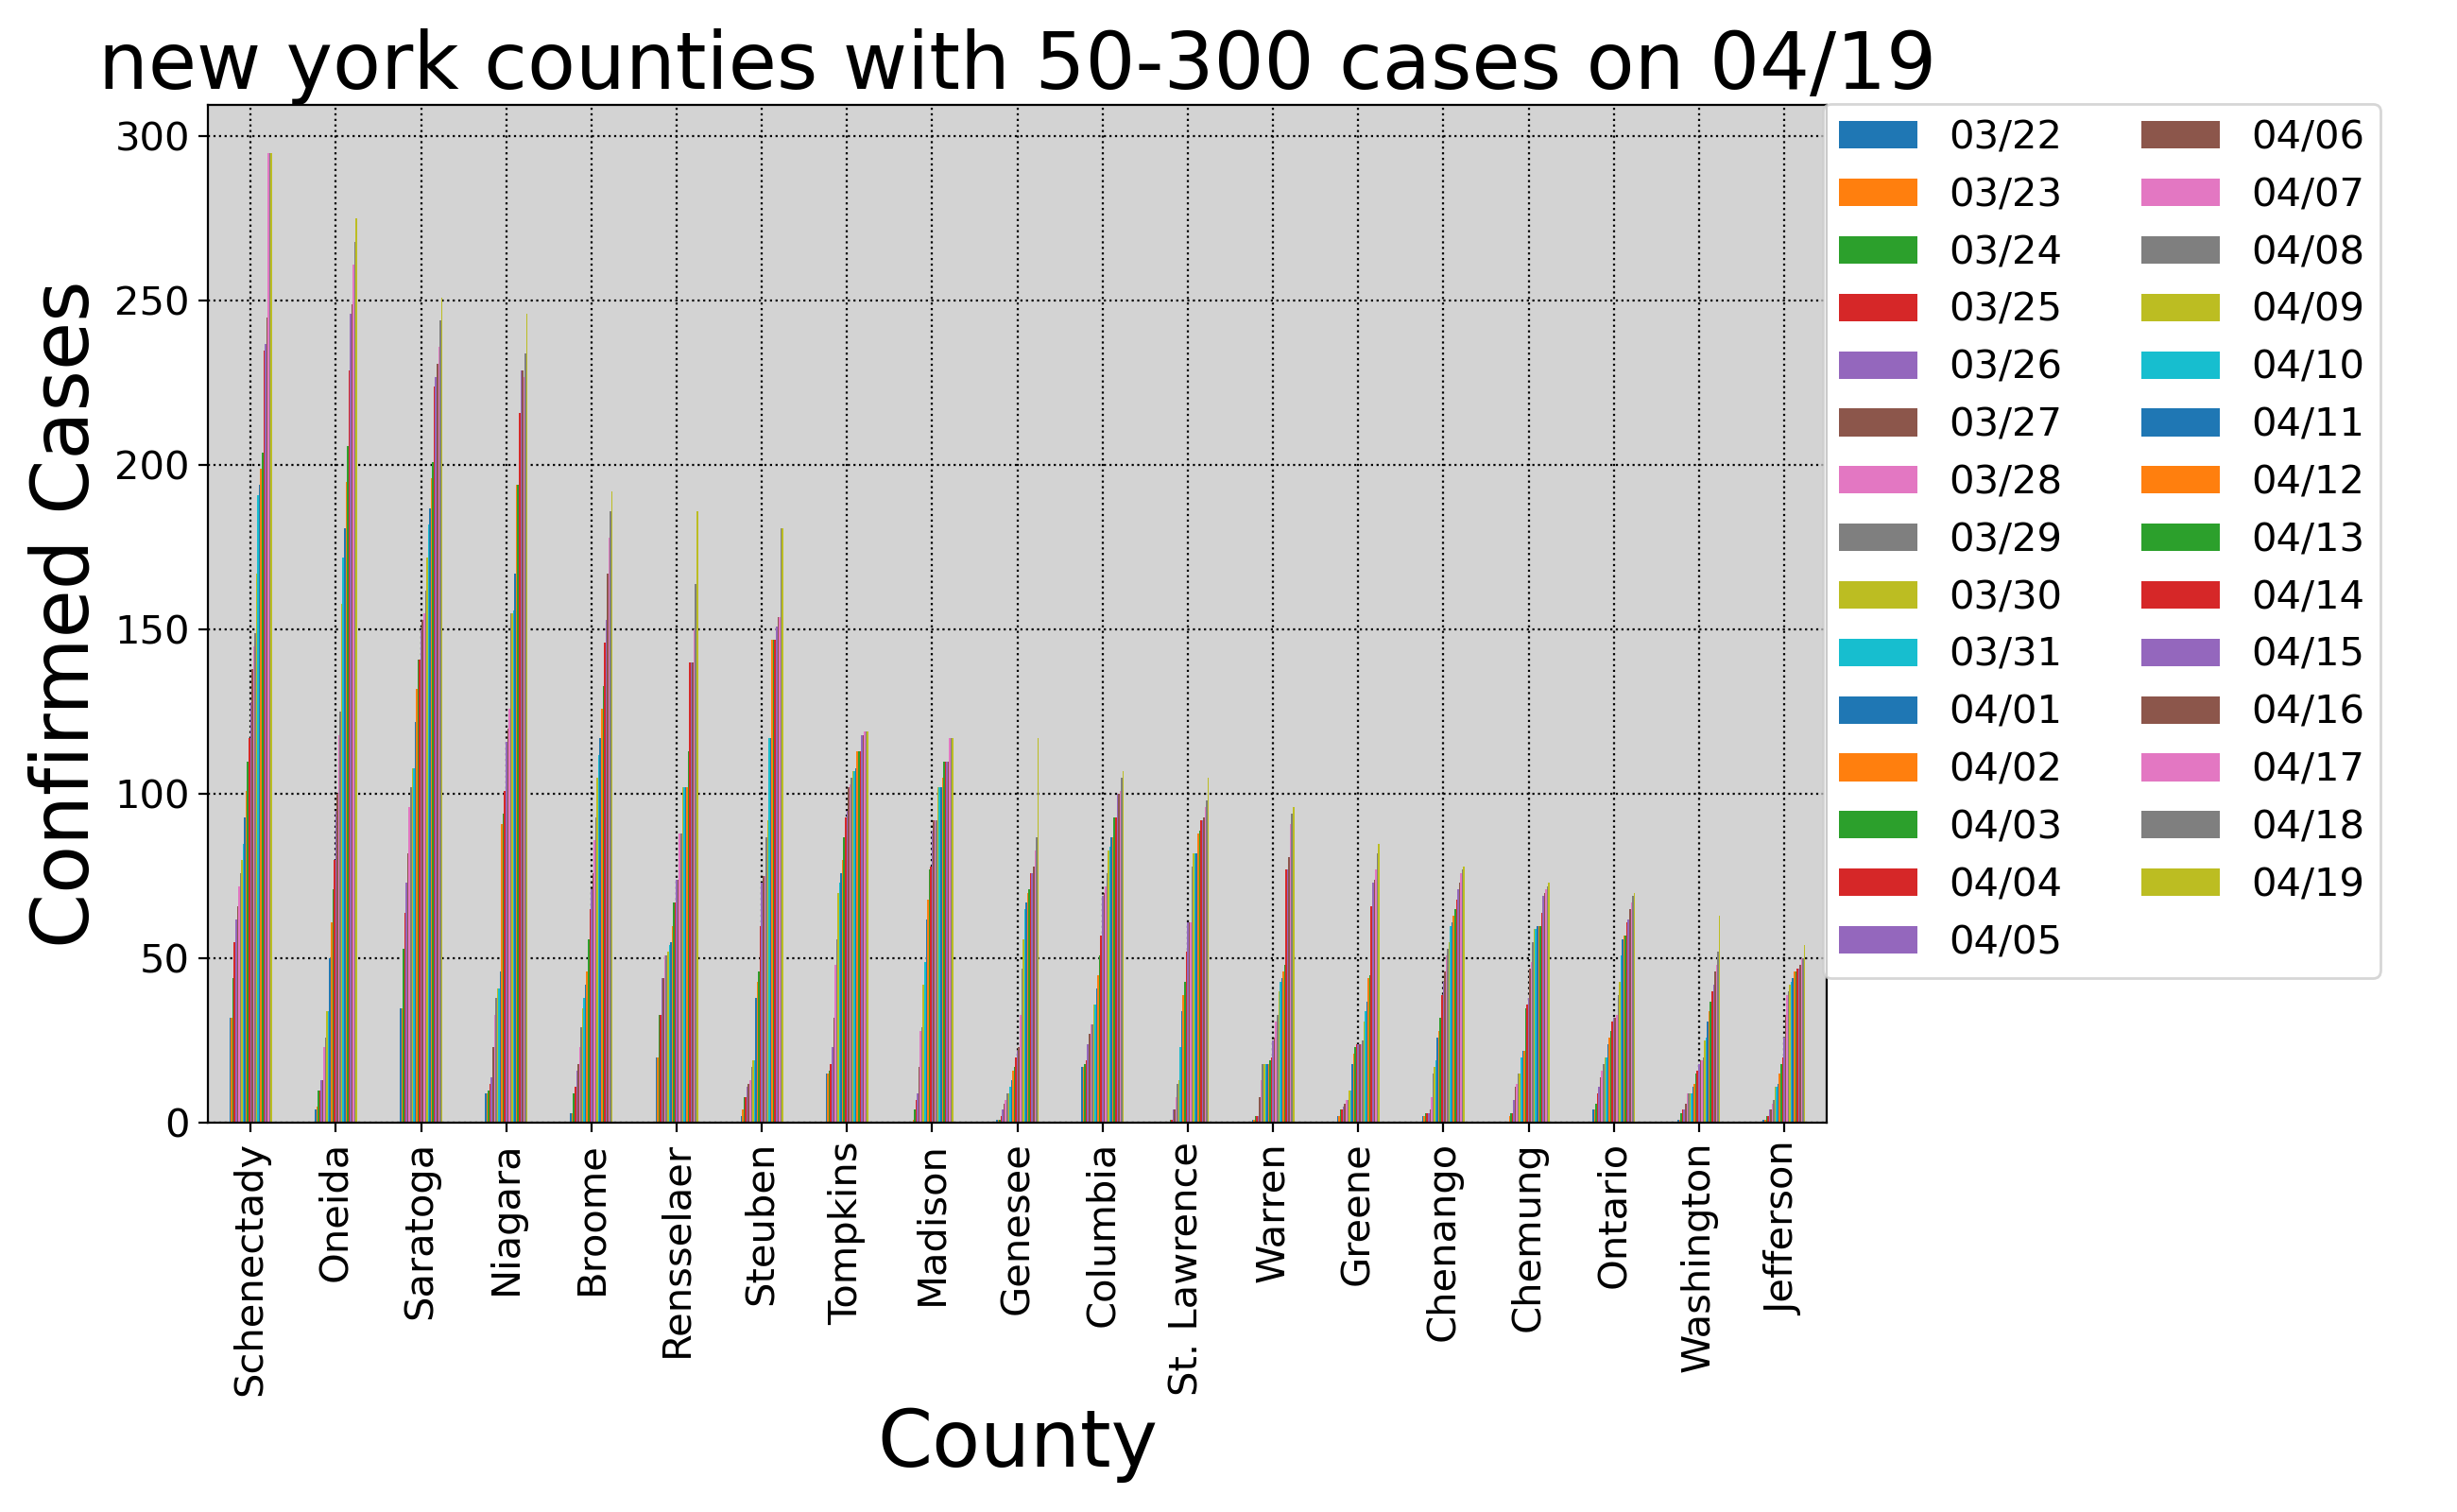 new york counties with 50-300 cases on 04/19
Confirmed Cases
300
250
200
150
100
50
0
Schenectady
Oneida
Saratoga
Niagara
Broome
Rensselaer
Steuben
Tompkins
Madison
Genesee
Columbia
St. Lawrence
Warren
Greene
Chenango
Chemung
Ontario
Washington
Jefferson
County
03/22
03/23
03/24
03/25
03/26
03/27
03/28
03/29
03/30
03/31
04/01
04/02
04/03
04/04
04/05
04/06
04/07
04/08
04/09
04/10
04/11
04/12
04/13
04/14
04/15
04/16
04/17
04/18
04/19